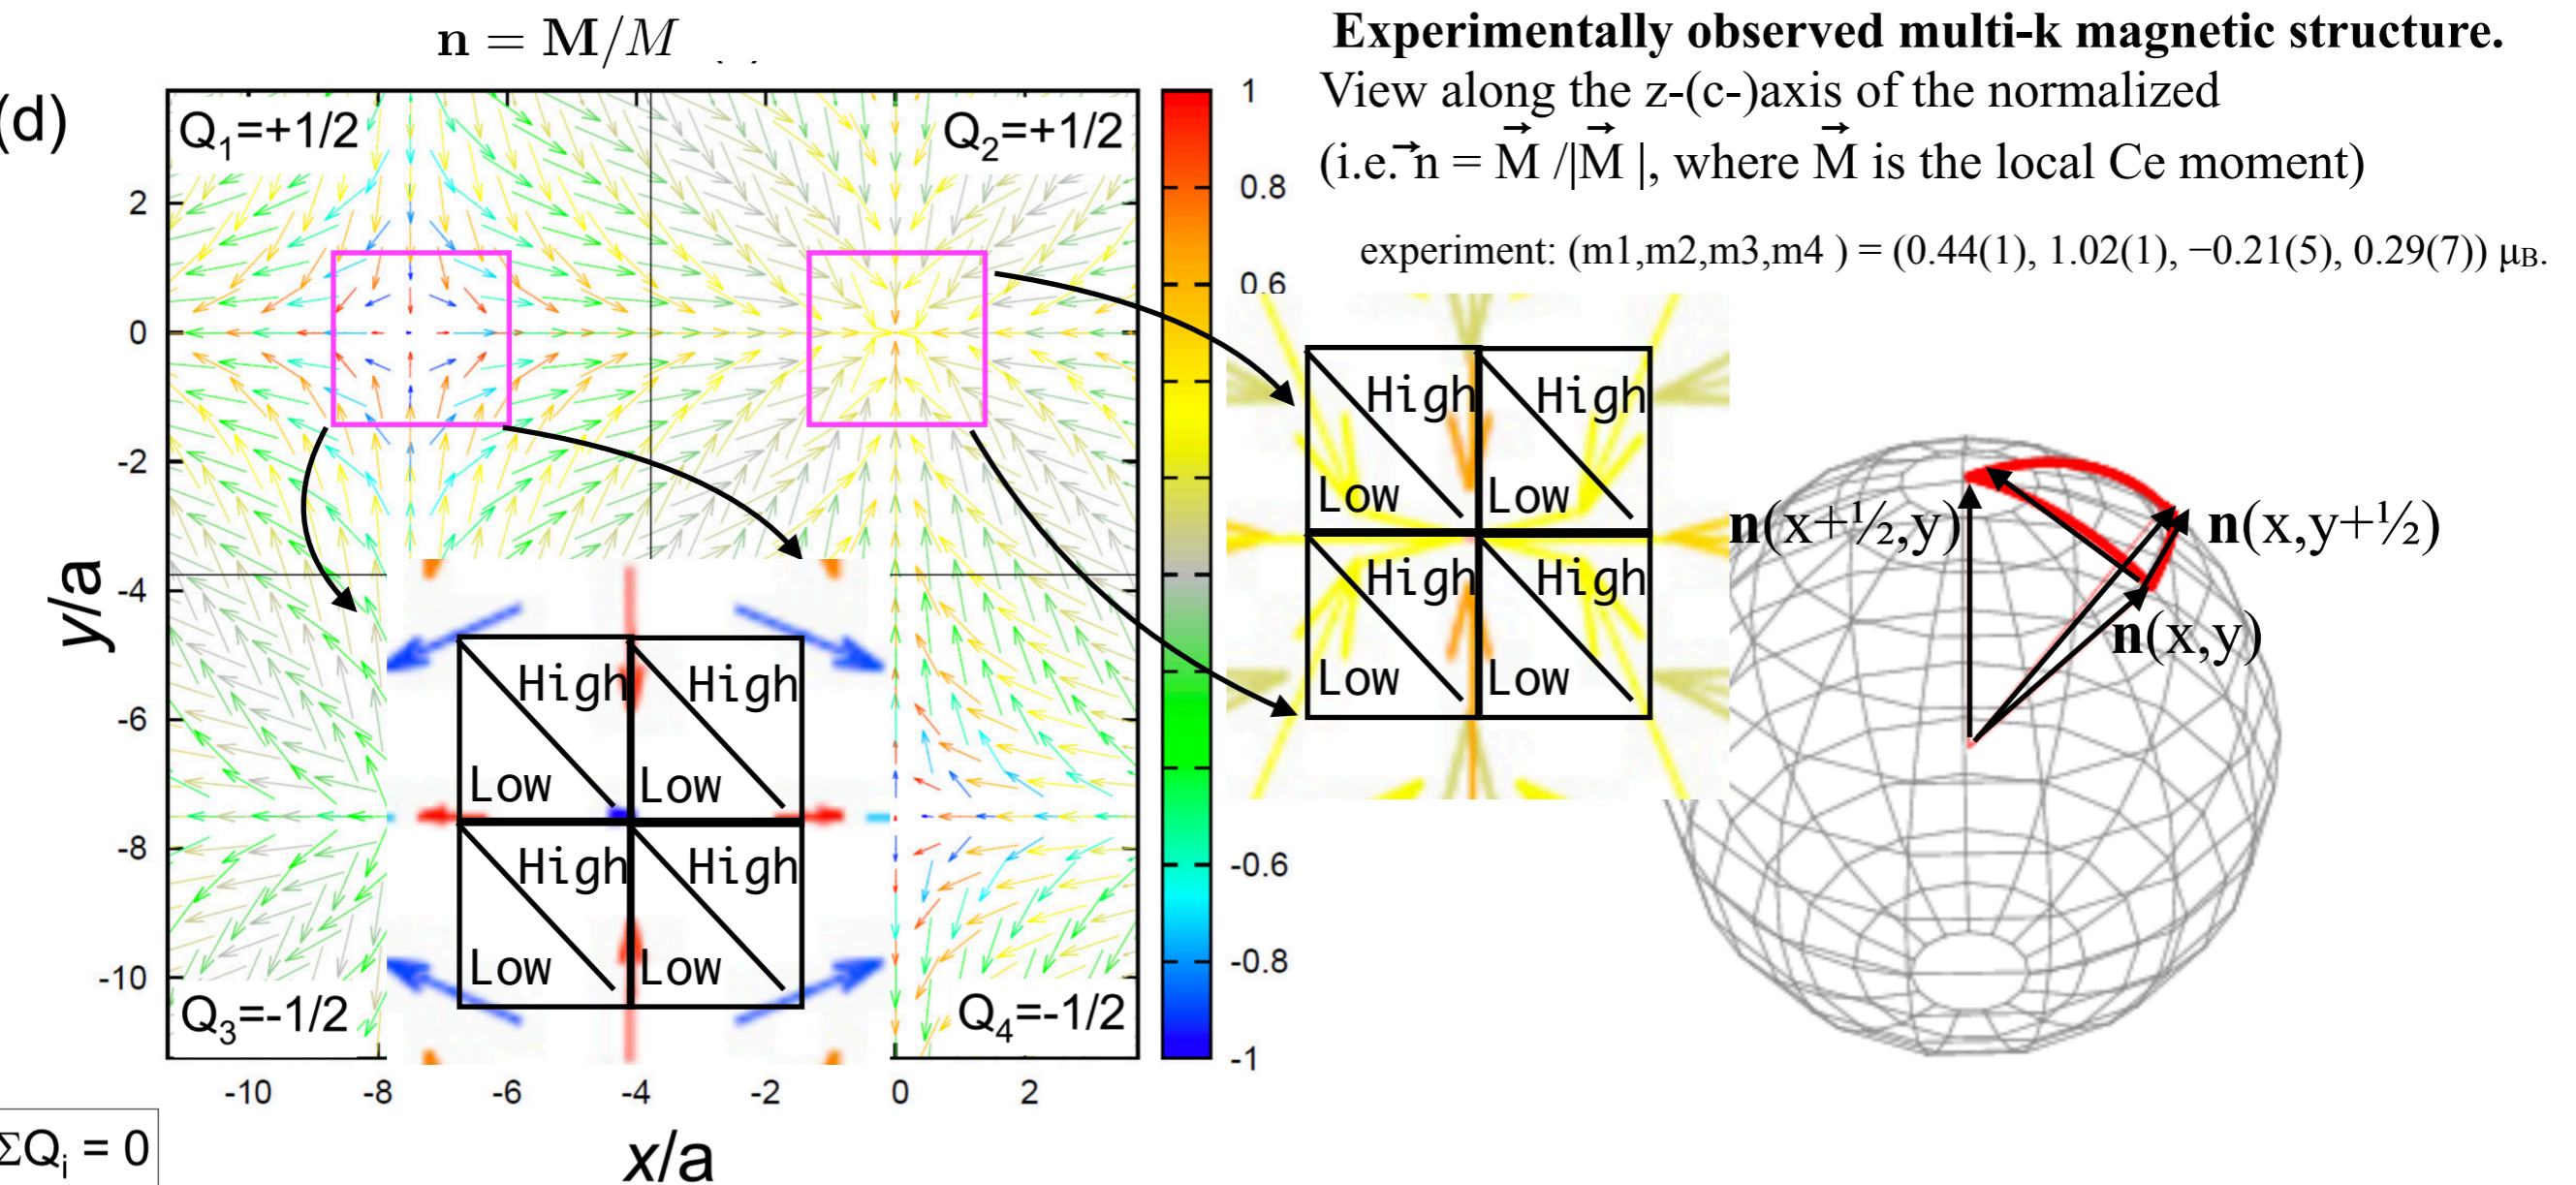 n = M/M
Experimentally observed multi-k magnetic structure.
View along the z-(c-)axis of the normalized
(i.e. n⃗ = M⃗ /|M⃗ |, where M⃗ is the local Ce moment)
experiment: (m1,m2,m3,m4 ) = (0.44(1), 1.02(1), −0.21(5), 0.29(7)) μB.
(d)
Q1=+1/2
Q2=+1/2
Q3=-1/2
Q4=-1/2
2
0
-2
-4
-6
-8
-10
y/a
-10 -8 -6 -4 -2 0 2
x/a
ΣQi = 0
1
0.8
0.6
-0.6
-0.8
-1
High High
Low Low
High High
Low Low
High High
Low Low
High High
Low Low
n(x+½,y)
n(x,y+½)
n(x,y)